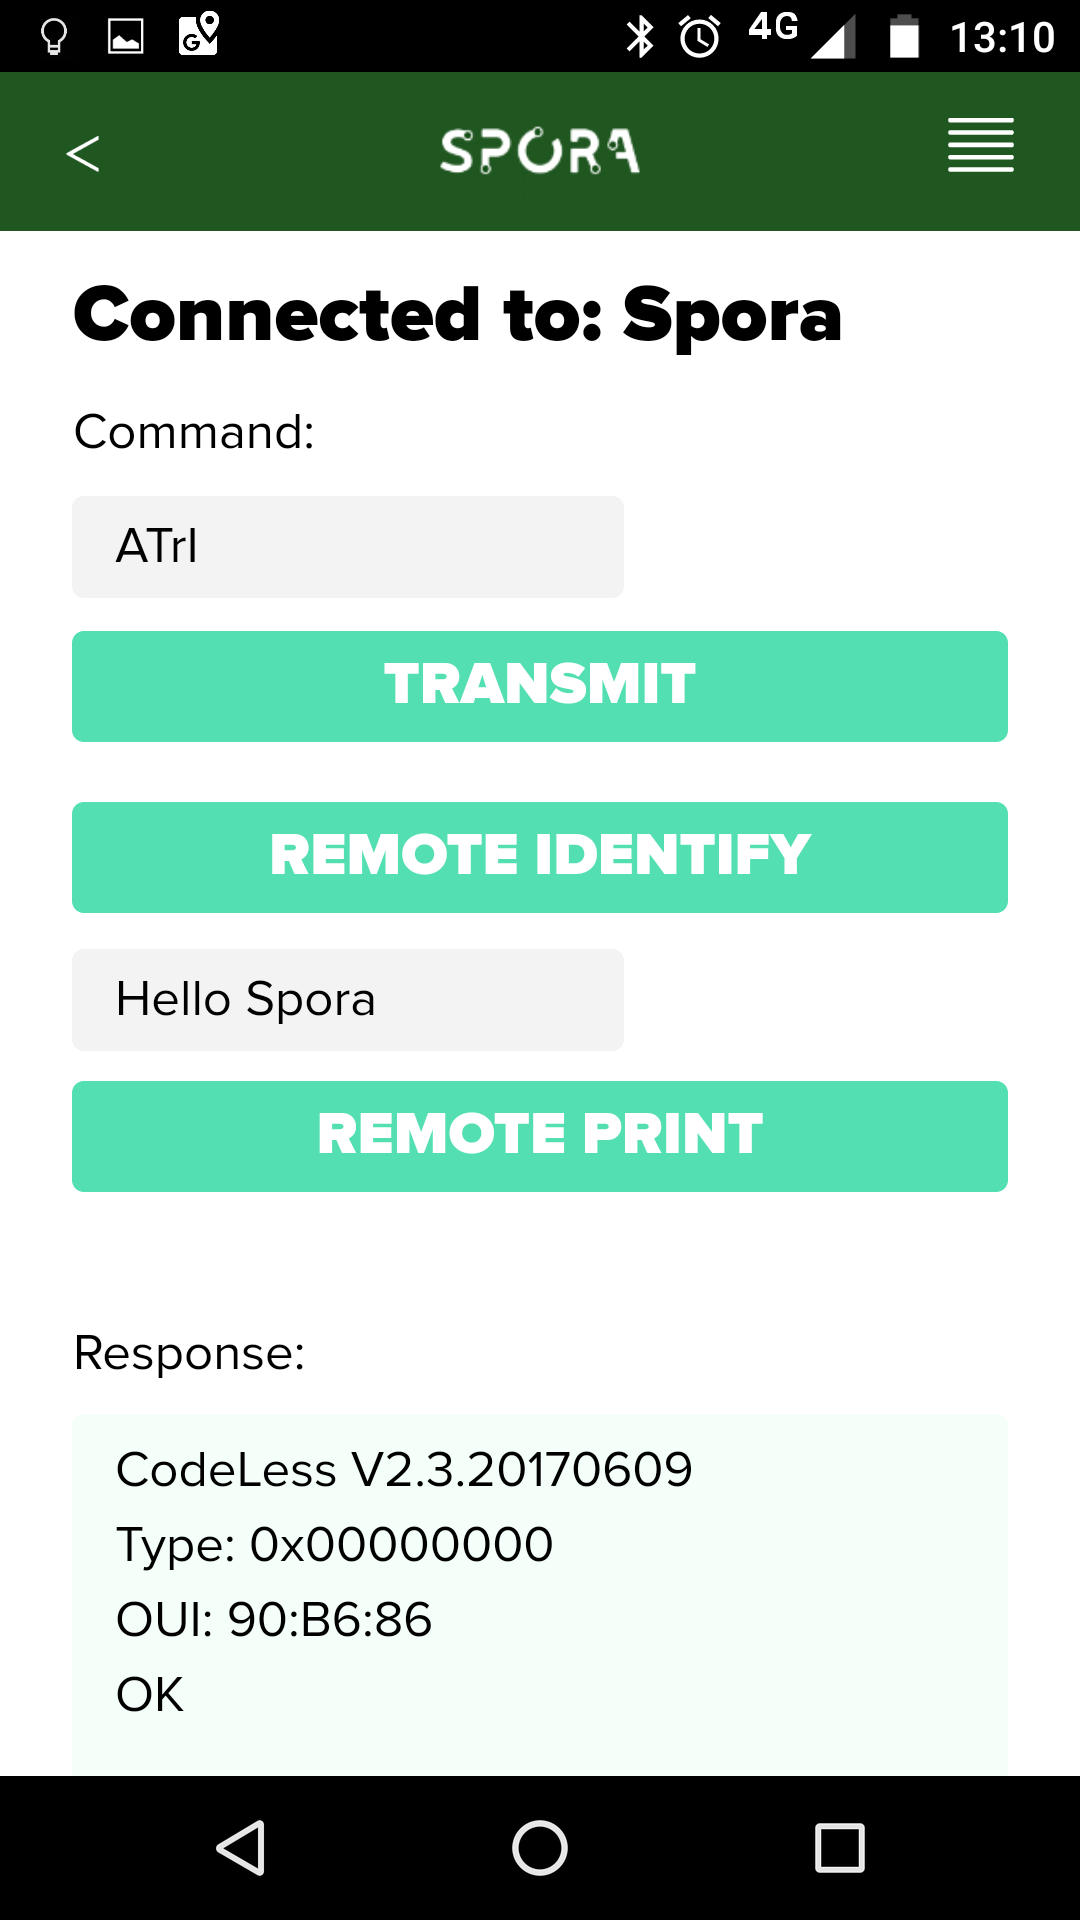 4G 13:10
< SPORA
Connected to: Spora
Command:
ATrI
TRANSMIT
REMOTE IDENTIFY
Hello Spora
REMOTE PRINT
Response:
CodeLess V2.3.20170609
Type: 0x00000000
OUI: 90:B6:86
OK